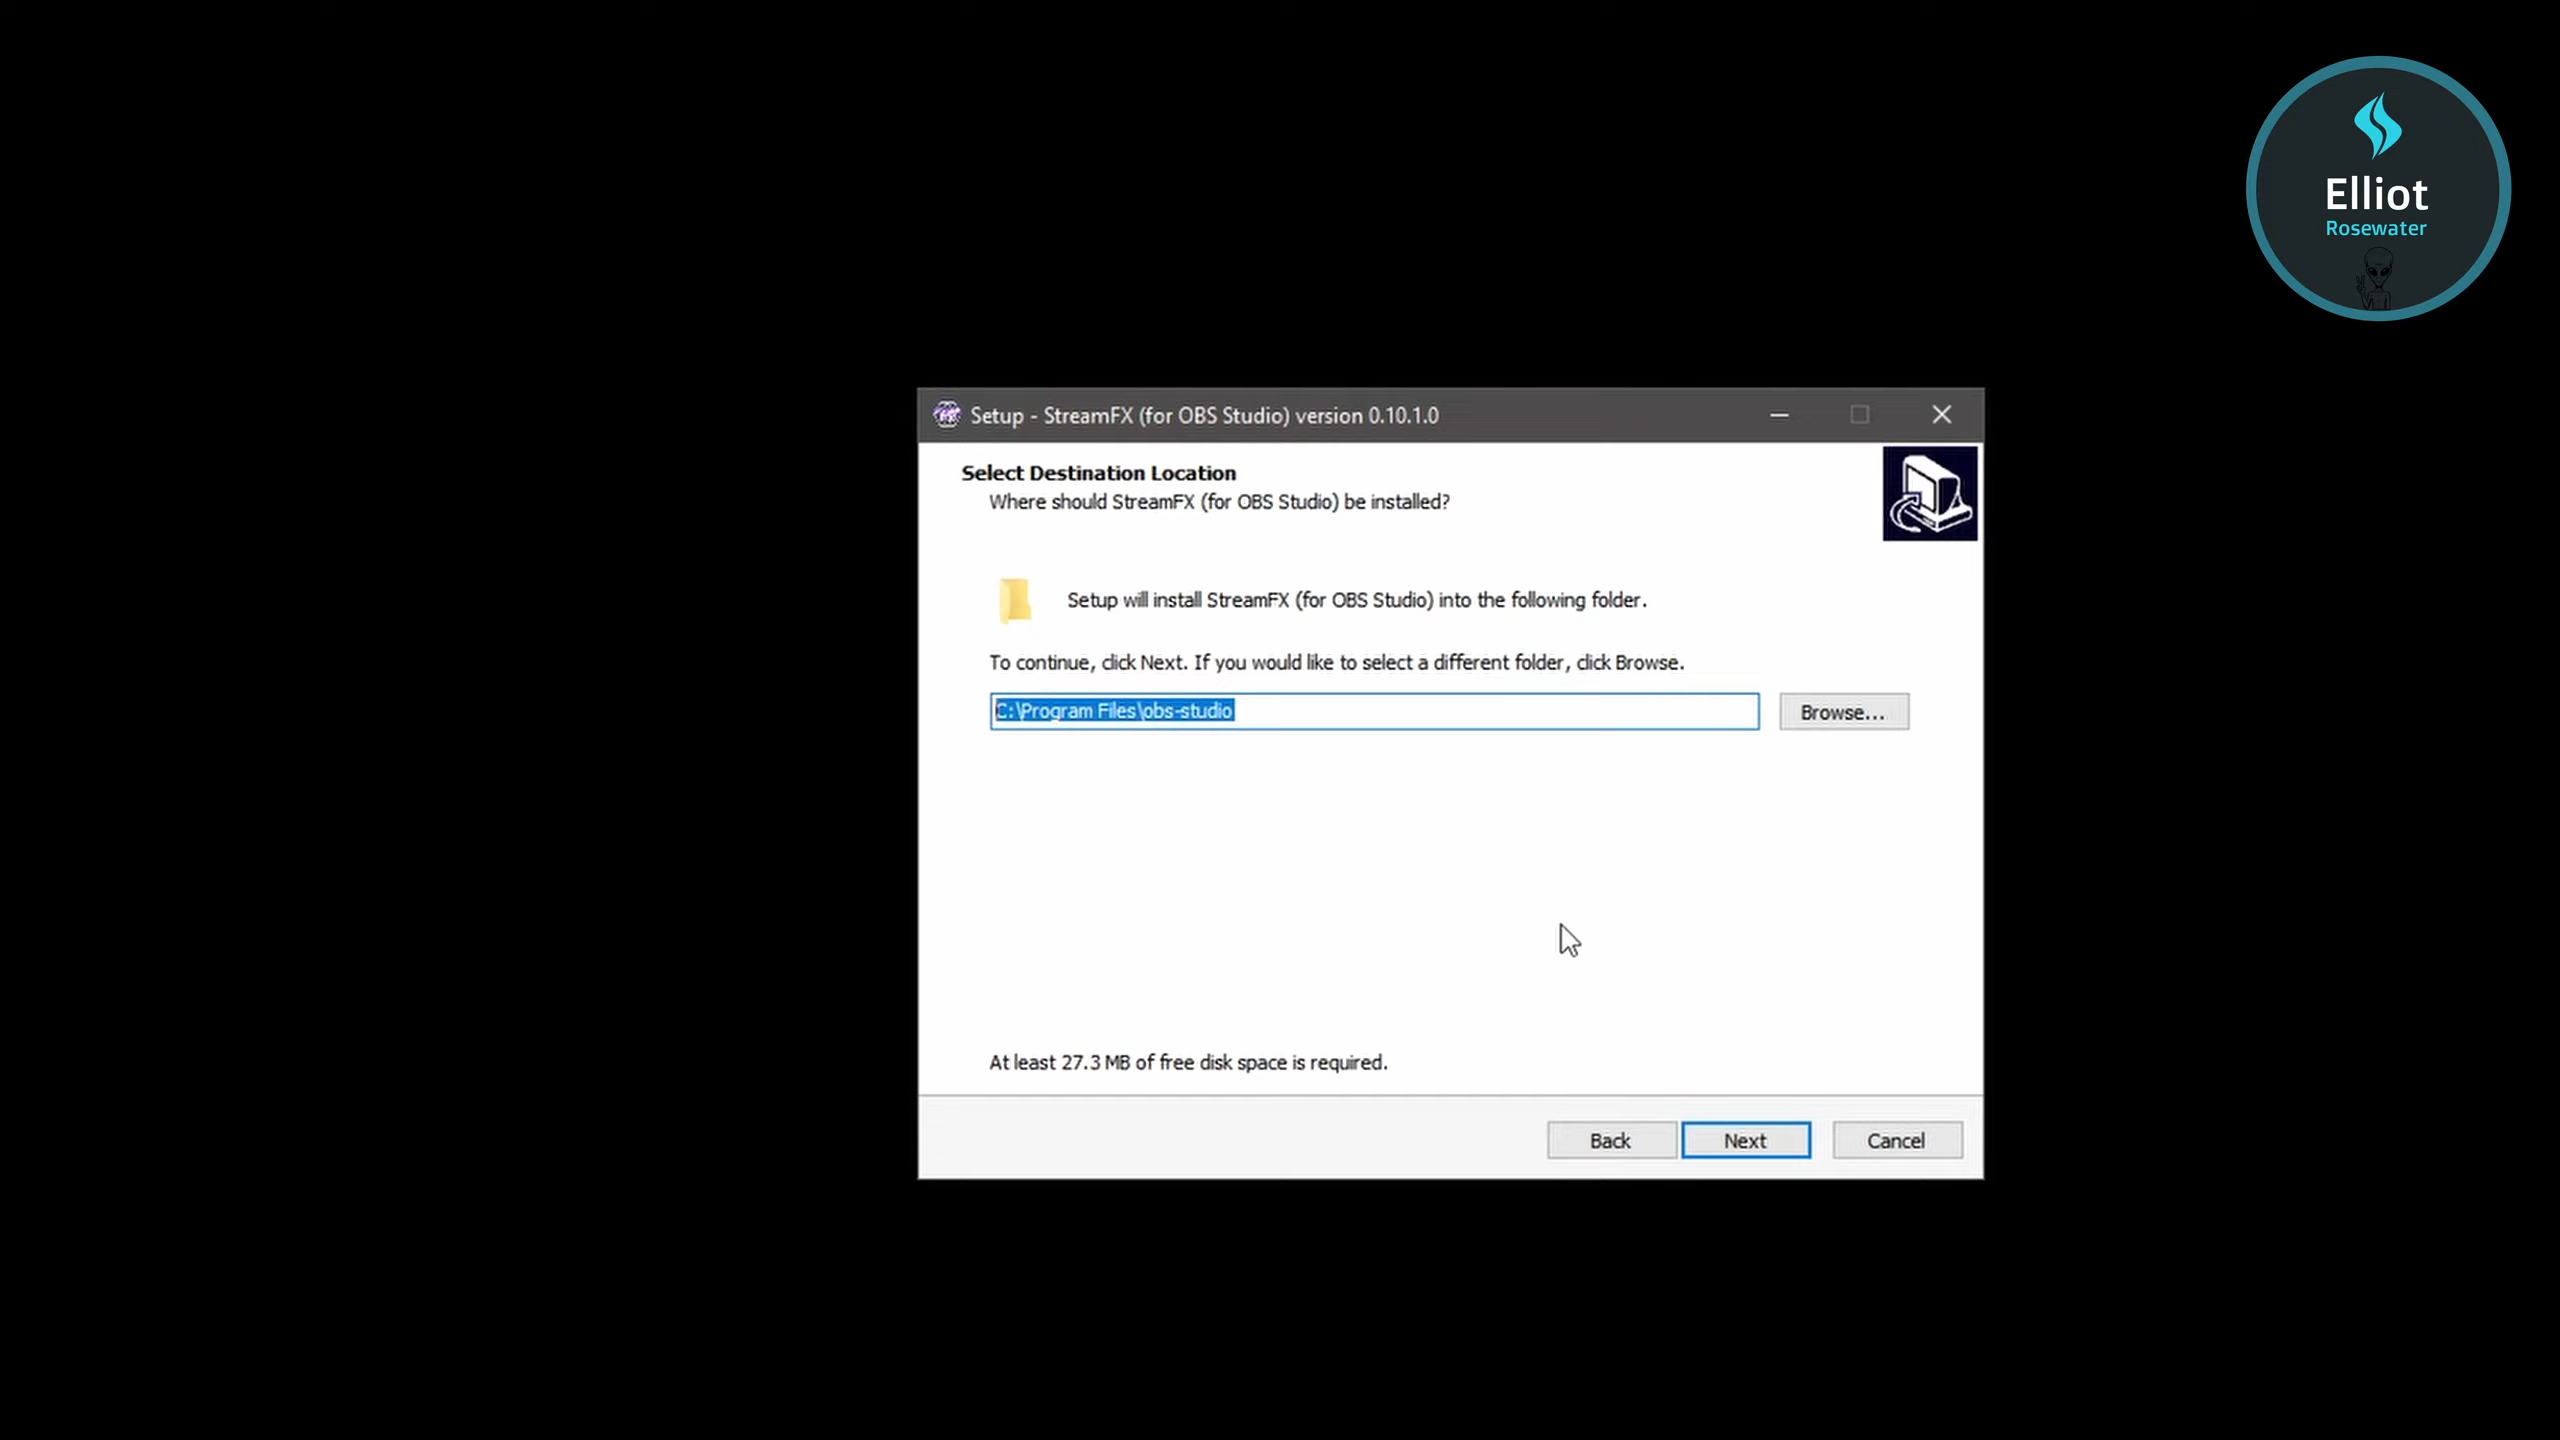 Elliot
Rosewater
Setup - StreamFX (for OBS Studio) version 0.10.1.0
Select Destination Location
Where should StreamFX (for OBS Studio) be installed?
Setup will install StreamFX (for OBS Studio) into the following folder.
To continue, click Next. If you would like to select a different folder, click Browse.
C:\Program Files\obs-studio
Browse...
At least 27.3 MB of free disk space is required.
Back
Next
Cancel